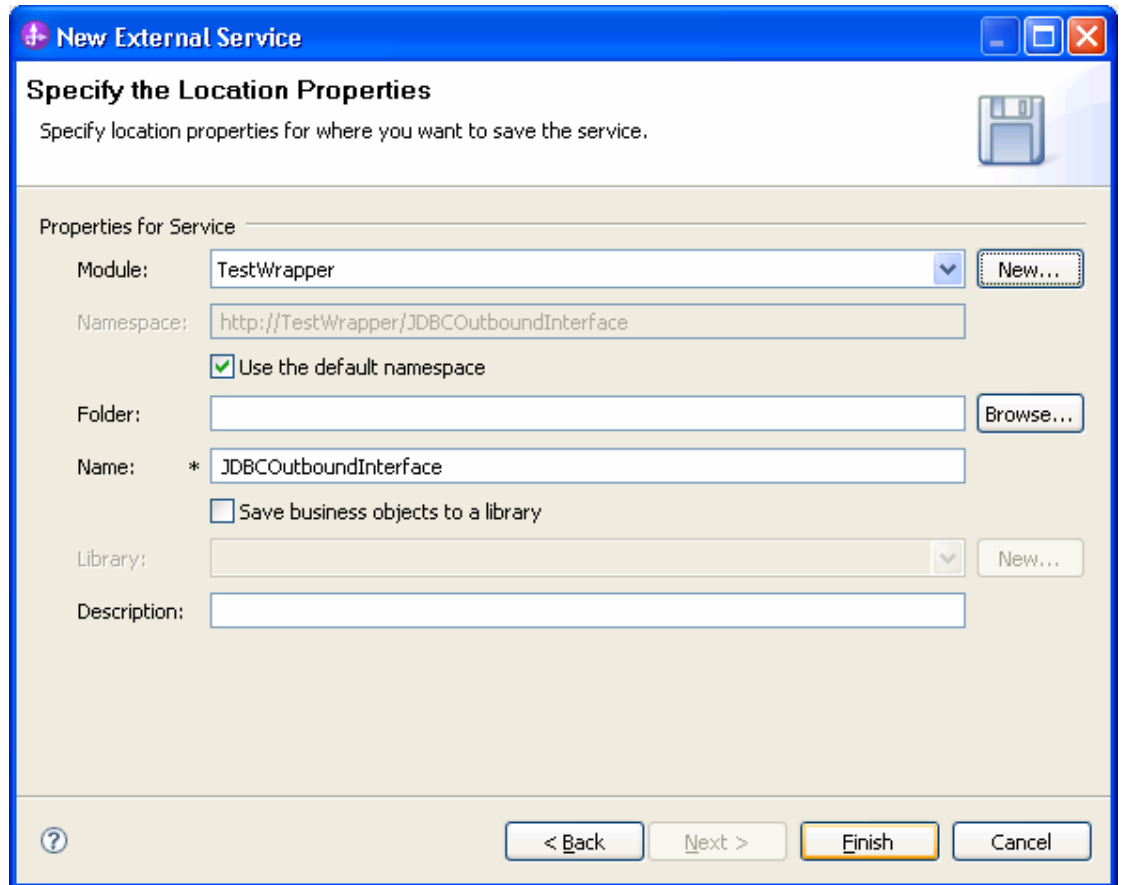 New External Service
Specify the Location Properties
Specify location properties for where you want to save the service.
Properties for Service
Module: TestWrapper New...
Namespace: http://TestWrapper/JDBCOutboundInterface
Use the default namespace
Folder: Browse...
Name: * JDBCOutboundInterface
Save business objects to a library
Library: New...
Description:
? < Back Next > Finish Cancel